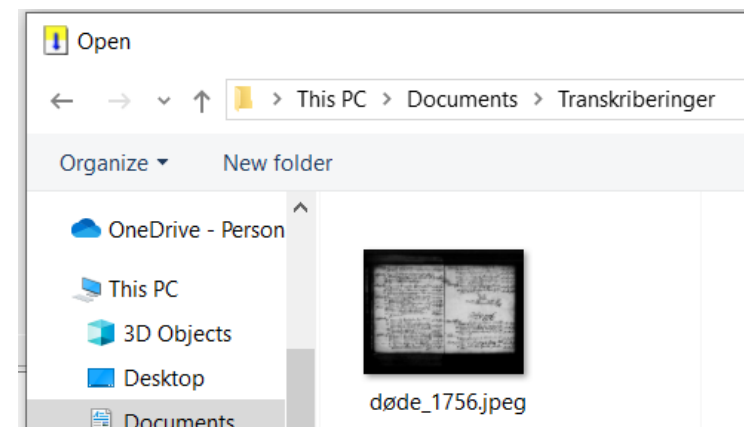 Open
This PC > Documents > Transkriberinger
Organize New folder
OneDrive - Person
This PC
3D Objects
Desktop
Documents
døde_1756.jpeg